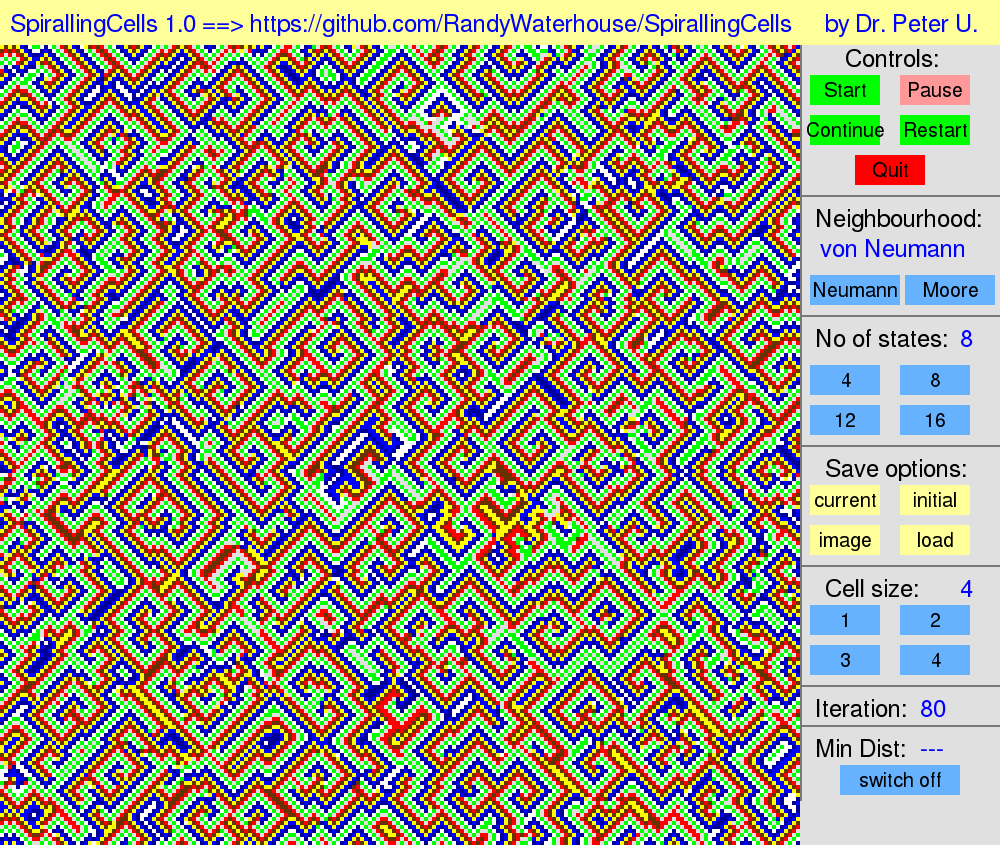 SpirallingCells 1.0 ==> https://github.com/RandyWaterhouse/SpirallingCells by Dr. Peter U.
Controls:
Start Pause
Continue Restart
Quit
Neighbourhood:
von Neumann
Neumann Moore
No of states: 8
4 8
12 16
Save options:
current initial
image load
Cell size: 4
1 2
3 4
Iteration: 80
Min Dist: ---
switch off